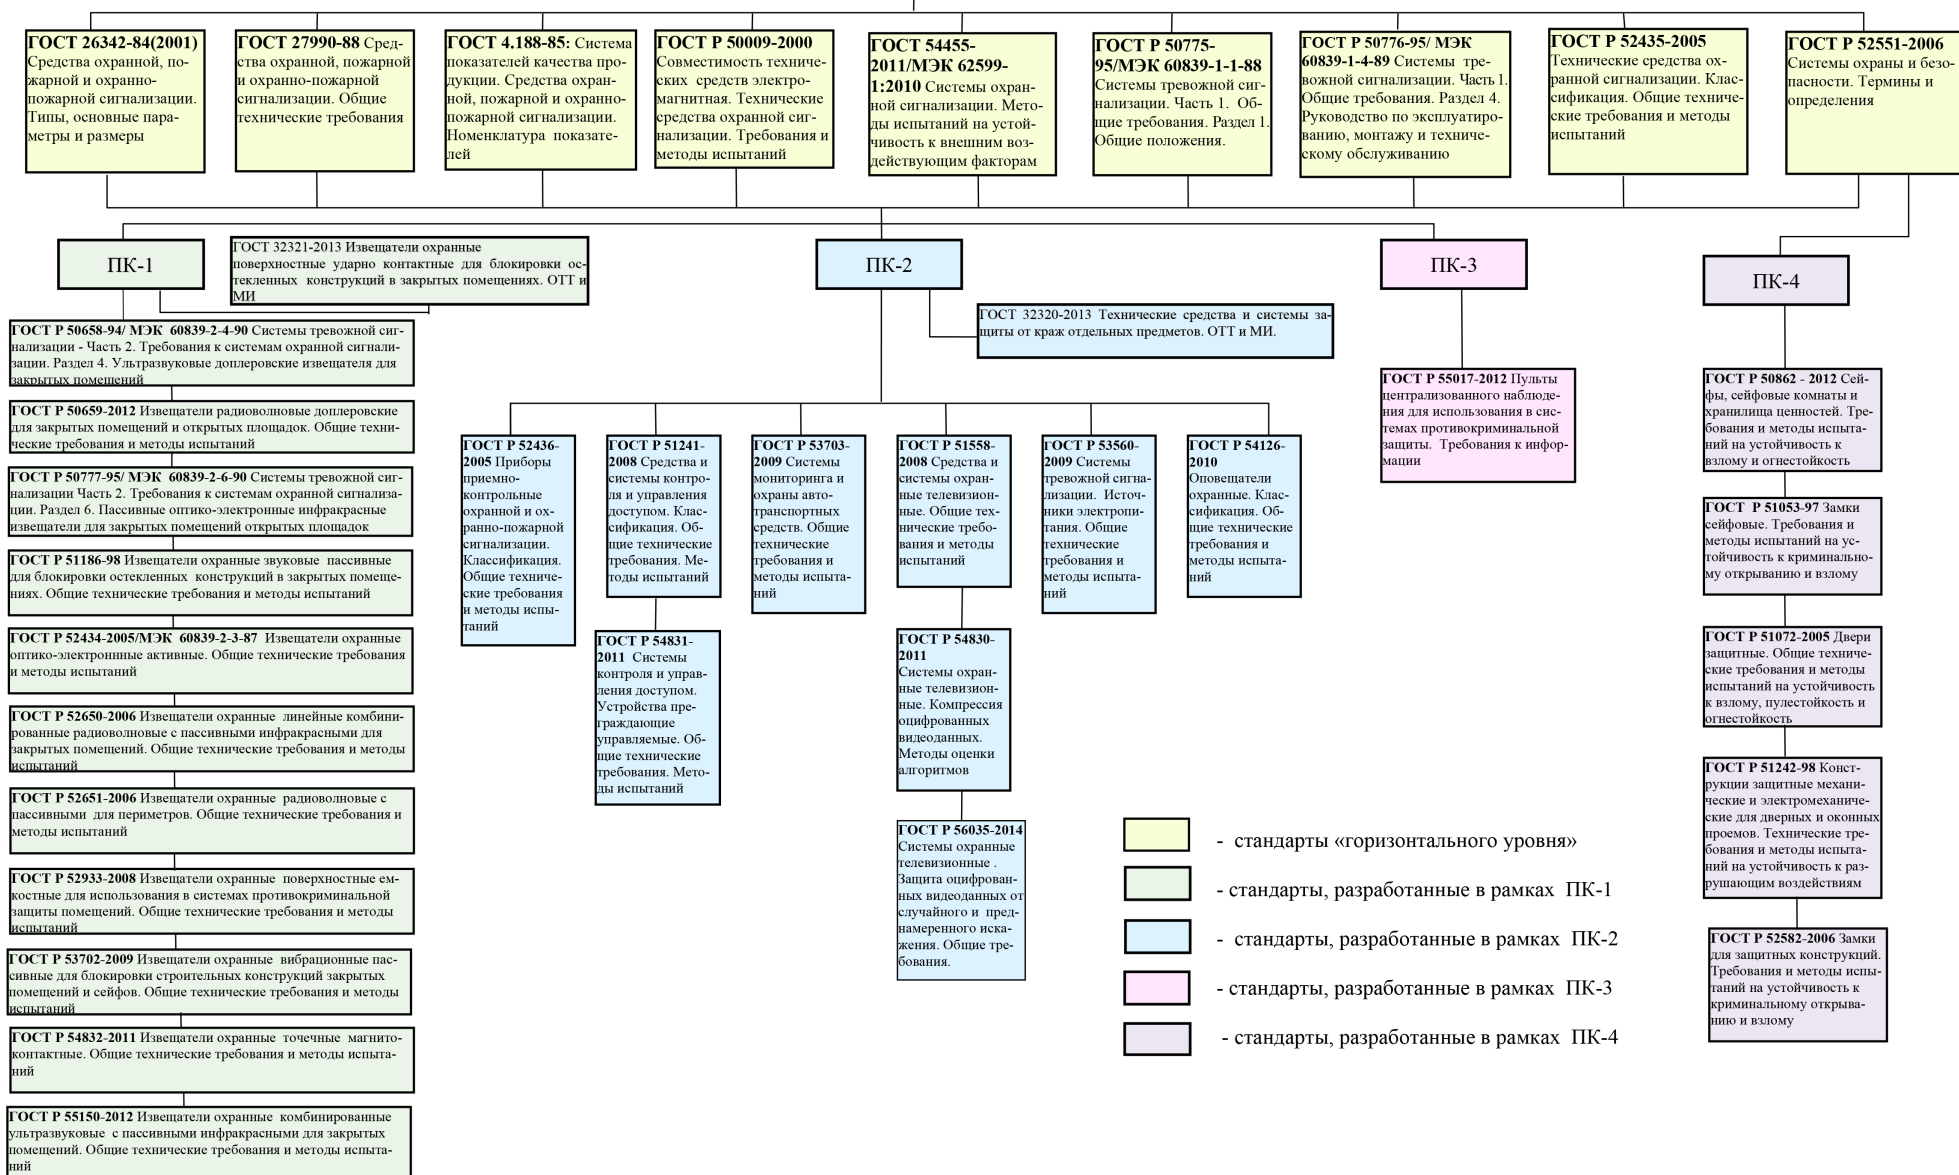 ГОСТ 26342-84(2001)
Средства охранной, по-
жарной и охранно-
пожарной сигнализации.
Типы, основные пара-
метры и размеры
ГОСТ 27990-88 Сред-
ства охранной, пожарной
и охранно-пожарной
сигнализации. Общие
технические требования
ГОСТ 4.188-85: Система
показателей качества про-
дукции. Средства охран-
ной, пожарной и охранно-
пожарной сигнализации.
Номенклатура показате-
лей
ГОСТ Р 50009-2000
Совместимость техниче-
ских средств электро-
магнитная. Технические
средства охранной сиг-
нализации. Требования и
методы испытаний
ГОСТ 54455-
2011/МЭК 62599-
1:2010 Системы охран-
ной сигнализации. Мето-
ды испытаний на устой-
чивость к внешним воз-
действующим факторам
ГОСТ Р 50775-
95/МЭК 60839-1-1-88
Системы тревожной сиг-
нализации. Часть 1. Об-
щие требования. Раздел 1.
Общие положения.
ГОСТ Р 50776-95/ МЭК
60839-1-4-89 Системы тре-
вожной сигнализации. Часть 1.
Общие требования. Раздел 4.
Руководство по эксплуатиро-
ванию, монтажу и техниче-
скому обслуживанию
ГОСТ Р 52435-2005
Технические средства ох-
ранной сигнализации. Клас-
сификация. Общие техниче-
ские требования и методы
испытаний
ГОСТ Р 52551-2006
Системы охраны и безо-
пасности. Термины и
определения
ПК-1
ГОСТ 32321-2013 Извещатели охранные
поверхностные ударно контактные для блокировки ос-
текленных конструкций в закрытых помещениях. ОТТ и
МИ
ПК-2
ПК-3
ПК-4
ГОСТ 32320-2013 Технические средства и системы за-
щиты от краж отдельных предметов. ОТТ и МИ.
ГОСТ Р 50658-94/ МЭК 60839-2-4-90 Системы тревожной сиг-
нализации - Часть 2. Требования к системам охранной сигнали-
зации. Раздел 4. Ультразвуковые доплеровские извещателя для
закрытых помещений
ГОСТ Р 50659-2012 Извещатели радиоволновые доплеровские
для закрытых помещений и открытых площадок. Общие техни-
ческие требования и методы испытаний
ГОСТ Р 50777-95/ МЭК 60839-2-6-90 Системы тревожной сиг-
нализации Часть 2. Требования к системам охранной сигнализа-
ции. Раздел 6. Пассивные оптико-электронные инфракрасные
извещатели для закрытых помещений открытых площадок
ГОСТ Р 51186-98 Извещатели охранные звуковые пассивные
для блокировки остекленных конструкций в закрытых помеще-
ниях. Общие технические требования и методы испытаний
ГОСТ Р 52434-2005/МЭК 60839-2-3-87 Извещатели охранные
оптико-электроннные активные. Общие технические требования
и методы испытаний
ГОСТ Р 52650-2006 Извещатели охранные линейные комбини-
рованные радиоволновые с пассивными инфракрасными для
закрытых помещений. Общие технические требования и методы
испытаний
ГОСТ Р 52651-2006 Извещатели охранные радиоволновые с
пассивными для периметров. Общие технические требования и
методы испытаний
ГОСТ Р 52933-2008 Извещатели охранные поверхностные ем-
костные для использования в системах противокриминальной
защиты помещений. Общие технические требования и методы
испытаний
ГОСТ Р 53702-2009 Извещатели охранные вибрационные пас-
сивные для блокировки строительных конструкций закрытых
помещений и сейфов. Общие технические требования и методы
испытаний
ГОСТ Р 54832-2011 Извещатели охранные точечные магнито-
контактные. Общие технические требования и методы испыта-
ний
ГОСТ Р 55150-2012 Извещатели охранные комбинированные
ультразвуковые с пассивными инфракрасными для закрытых
помещений. Общие технические требования и методы испыта-
ний
ГОСТ Р 52436-
2005 Приборы
приемно-
контрольные
охранной и ох-
ранно-пожарной
сигнализации.
Классификация.
Общие техниче-
ские требования
и методы испы-
таний
ГОСТ Р 51241-
2008 Средства и
системы контро-
ля и управления
доступом. Клас-
сификация. Об-
щие технические
требования. Ме-
тоды испытаний
ГОСТ Р 54831-
2011 Системы
контроля и управ-
ления доступом.
Устройства пре-
граждающие
управляемые. Об-
щие технические
требования. Мето-
ды испытаний
ГОСТ Р 53703-
2009 Системы
мониторинга и
охраны авто-
транспортных
средств. Общие
технические
требования и
методы испыта-
ний
ГОСТ Р 51558-
2008 Средства и
системы охран-
ные телевизион-
ные. Общие тех-
нические требо-
вания и методы
испытаний
ГОСТ Р 54830-
2011
Системы охран-
ные телевизион-
ные. Компрессия
оцифрованных
видеоданных.
Методы оценки
алгоритмов
ГОСТ Р 56035-2014
Системы охранные
телевизионные .
Защита оцифрован-
ных видеоданных от
случайного и пред-
намеренного иска-
жения. Общие тре-
бования.
ГОСТ Р 53560-
2009 Системы
тревожной сигна-
лизации. Источ-
ники электропи-
тания. Общие
технические
требования и
методы испыта-
ний
ГОСТ Р 54126-
2010
Оповещатели
охранные. Клас-
сификация. Об-
щие технические
требования и
методы испыта-
ний
ГОСТ Р 55017-2012 Пульты
централизованного наблюде-
ния для использования в сис-
темах противокриминальной
защиты. Требования к инфор-
мации
ГОСТ Р 50862 - 2012 Сей-
фы, сейфовые комнаты и
хранилища ценностей. Тре-
бования и методы испыта-
ний на устойчивость к
взлому и огнестойкость
ГОСТ Р 51053-97 Замки
сейфовые. Требования и
методы испытаний на ус-
тойчивость к криминально-
му открыванию и взлому
ГОСТ Р 51072-2005 Двери
защитные. Общие техниче-
ские требования и методы
испытаний на устойчивость
к взлому, пулестойкость и
огнестойкость
ГОСТ Р 51242-98 Конст-
рукции защитные механи-
ческие и электромеханиче-
ские для дверных и оконных
проемов. Технические тре-
бования и методы испыта-
ний на устойчивость к раз-
рушающим воздействиям
ГОСТ Р 52582-2006 Замки
для защитных конструкций.
Требования и методы испы-
таний на устойчивость к
криминальному открыва-
нию и взлому
- стандарты «горизонтального уровня»
- стандарты, разработанные в рамках ПК-1
- стандарты, разработанные в рамках ПК-2
- стандарты, разработанные в рамках ПК-3
- стандарты, разработанные в рамках ПК-4